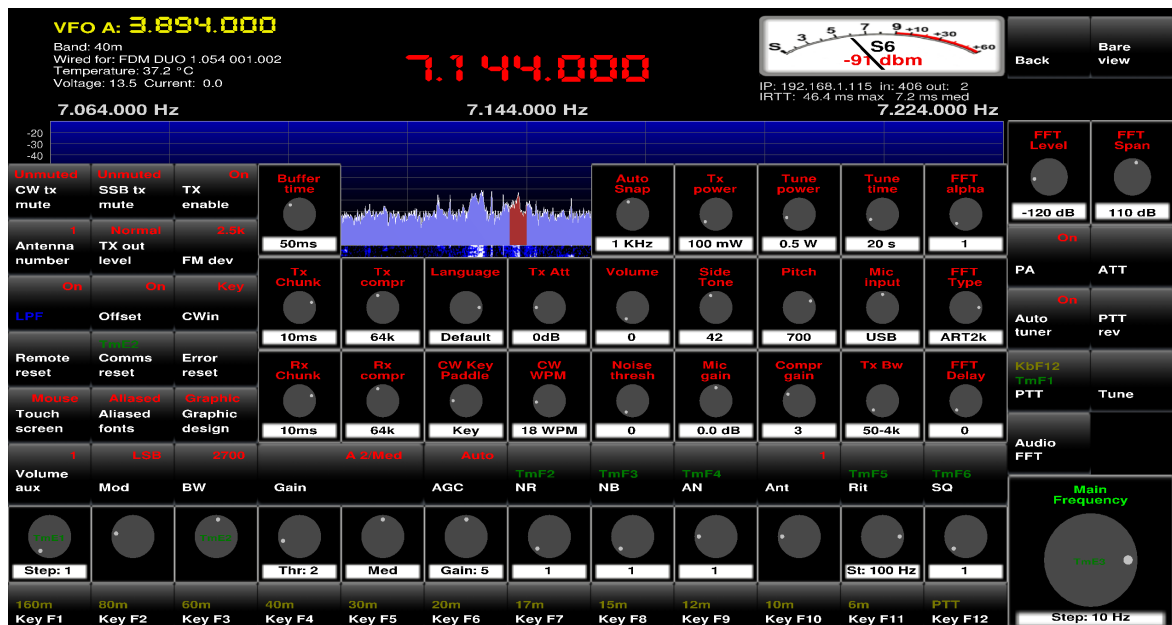 VFO A: 3.894.000
Band: 40m
Wired for: FDM DUO 1.054 001.002
Temperature: 37.2 °C
Voltage: 13.5 Current: 0.0
7.144.000
S 3 5 7 9 +10 +30 +60
S6
-91 dbm
IP: 192.168.1.115 in: 406 out: 2
IRTT: 46.4 ms max 7.2 ms med
Back
Bare
view
7.064.000 Hz 7.144.000 Hz 7.224.000 Hz
-20
-30
-40
FFT
Level
-120 dB
FFT
Span
110 dB
Unmuted
CW tx
mute
Unmuted
SSB tx
mute
On
TX
enable
Buffer
time
50ms
Auto
Snap
1 KHz
Tx
power
100 mW
Tune
power
0.5 W
Tune
time
20 s
FFT
alpha
1
1
Antenna
number
Normal
TX out
level
2.5k
FM dev
On
PA
ATT
On
LPF
On
Offset
Key
CWin
Tx
Chunk
10ms
Tx
compr
64k
Language
Default
Tx Att
0dB
Volume
0
Side
Tone
42
Pitch
700
Mic
Input
USB
FFT
Type
ART2k
On
Auto
tuner
PTT
rev
Remote
reset
TmE2
Comms
reset
Error
reset
Rx
Chunk
10ms
Rx
compr
64k
CW Key
Paddle
Key
CW
WPM
18 WPM
Noise
thresh
0
Mic
gain
0.0 dB
Compr
gain
3
Tx Bw
50-4k
FFT
Delay
0
KbF12
TmF1
PTT
Tune
Mouse
Touch
screen
Aliased
Aliased
fonts
Graphic
Graphic
design
Audio
FFT
1
Volume
aux
LSB
Mod
2700
BW
A 2/Med
Gain
Auto
AGC
TmF2
NR
TmF3
NB
TmF4
AN
1
Ant
TmF5
Rit
TmF6
SQ
Main
Frequency
Step: 10 Hz
Step: 1
Thr: 2
Med
Gain: 5
1
1
1
St: 100 Hz
1
160m
Key F1
80m
Key F2
60m
Key F3
40m
Key F4
30m
Key F5
20m
Key F6
17m
Key F7
15m
Key F8
12m
Key F9
10m
Key F10
6m
Key F11
PTT
Key F12